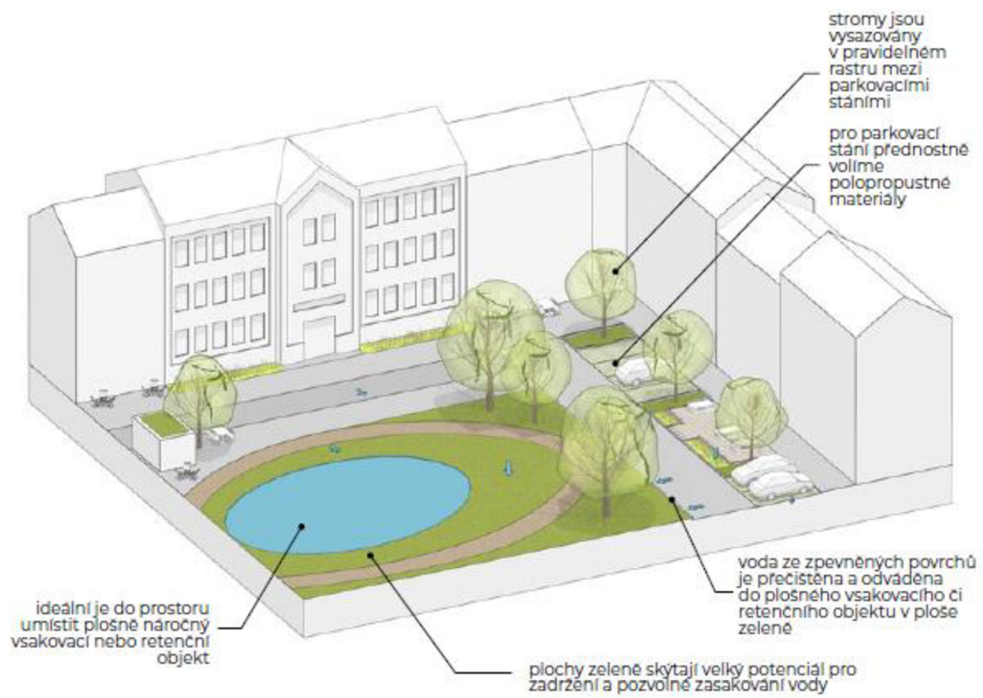 stromy jsou
vysazovány
v pravidelném
rastru mezi
parkovacími
stáními
pro parkovací
stání přednostně
volíme
polopropustné
materiály
voda ze zpevněných povrchů
je přečištěna a odváděna
do plošného vsakovacího či
retenčního objektu v ploše
zeleně
ideální je do prostoru
umístit plošně náročný
vsakovací nebo retenční
objekt
plochy zeleně skýtají velký potenciál pro
zadržení a pozvolné zasakování vody